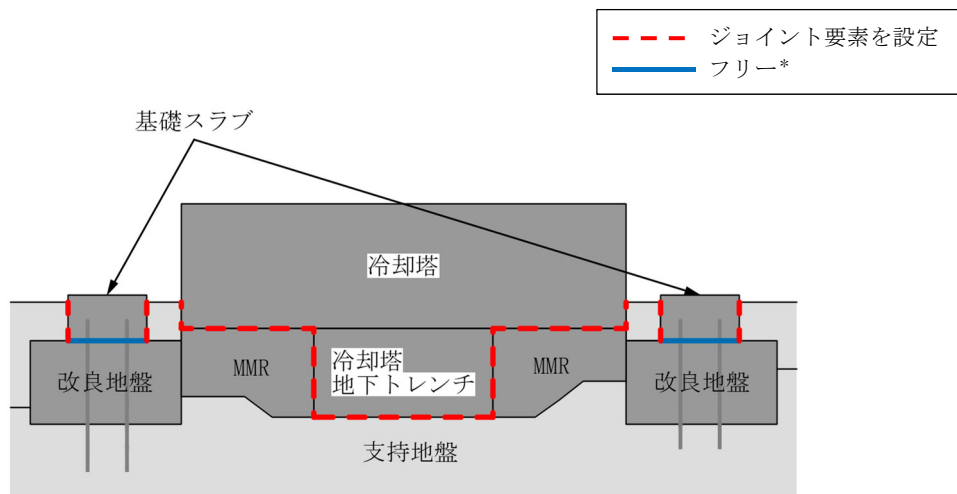 ジョイント要素を設定
フリー*
基礎スラブ
冷却塔
MMR
冷却塔
地下トレンチ
MMR
改良地盤
改良地盤
支持地盤